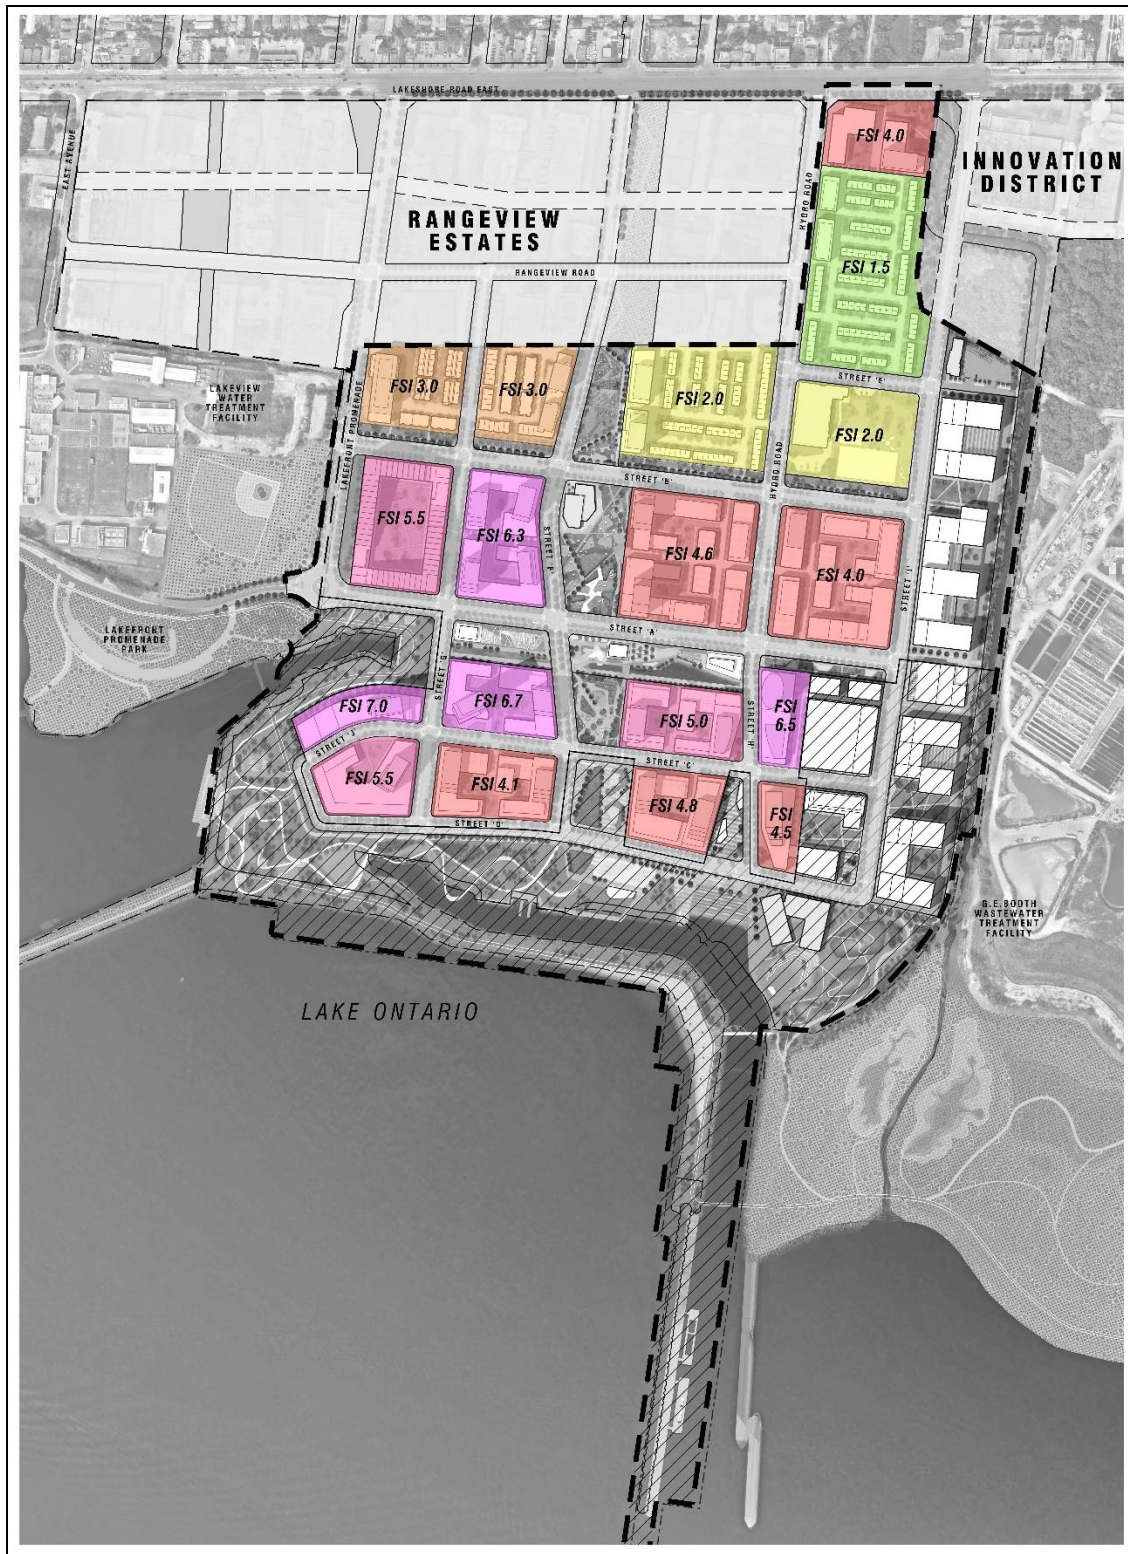 LAKESHORE ROAD EAST
EAST AVENUE
FSI 4.0
INNOVATION
DISTRICT
HYDRO ROAD
RANGEVIEW
ESTATES
RANGEVIEW ROAD
FSI 1.5
STREET 'E'
LAKEVIEW
WATER
TREATMENT
FACILITY
LAKEFRONT PROMENADE
FSI 3.0
FSI 3.0
FSI 2.0
FSI 2.0
HYDRO ROAD
STREET 'B'
FSI 5.5
FSI 6.3
STREET 'F'
FSI 4.6
FSI 4.0
STREET 'I'
LAKEFRONT
PROMENADE
PARK
STREET 'A'
STREET 'G'
FSI 7.0
FSI 6.7
FSI 5.0
STREET 'H'
FSI
6.5
STREET 'J'
FSI 5.5
FSI 4.1
STREET 'C'
FSI 4.8
FSI
4.5
STREET 'D'
G.E.BOOTH
WASTEWATER
TREATMENT
FACILITY
LAKE ONTARIO